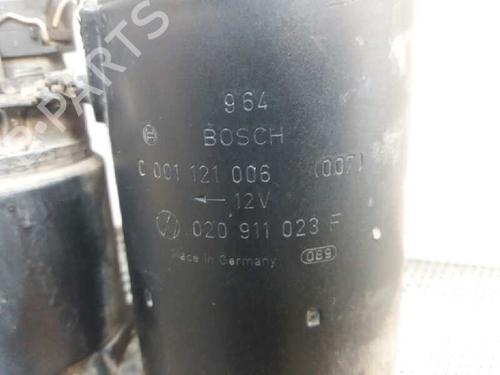 964
BOSCH
0 001 121 006 (007)
← 12V
020 911 023 F
Made in Germany 089
PARTS